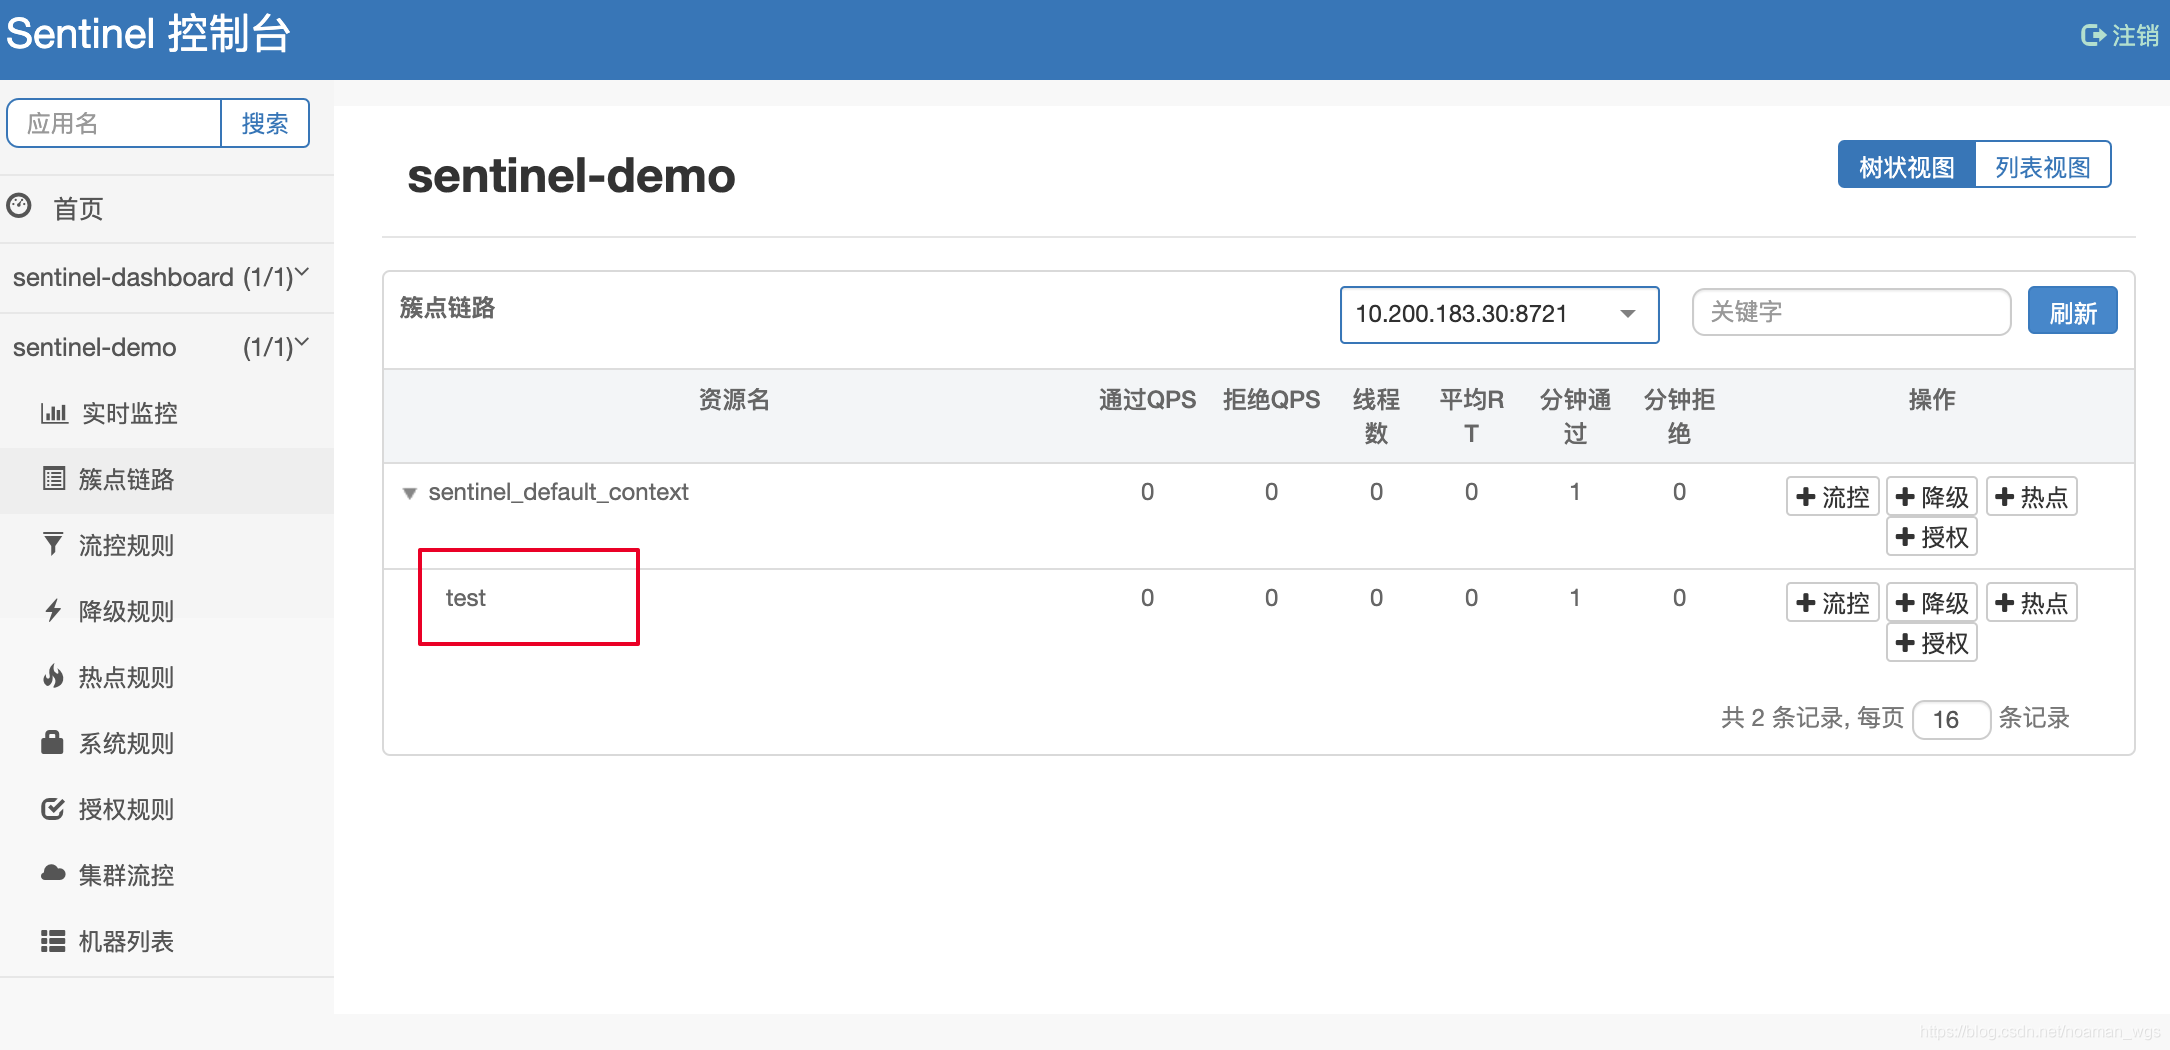 Sentinel 控制台
注销
应用名 搜索
首页
sentinel-dashboard (1/1)
sentinel-demo (1/1)
实时监控
簇点链路
流控规则
降级规则
热点规则
系统规则
授权规则
集群流控
机器列表
sentinel-demo
树状视图 列表视图
簇点链路 10.200.183.30:8721 关键字 刷新
资源名 通过QPS 拒绝QPS 线程数 平均RT 分钟通过 分钟拒绝 操作
sentinel_default_context 0 0 0 0 1 0 流控 降级 热点
授权
test 0 0 0 0 1 0 流控 降级 热点
授权
共 2 条记录, 每页 16 条记录
https://blog.csdn.net/noaman_wgs